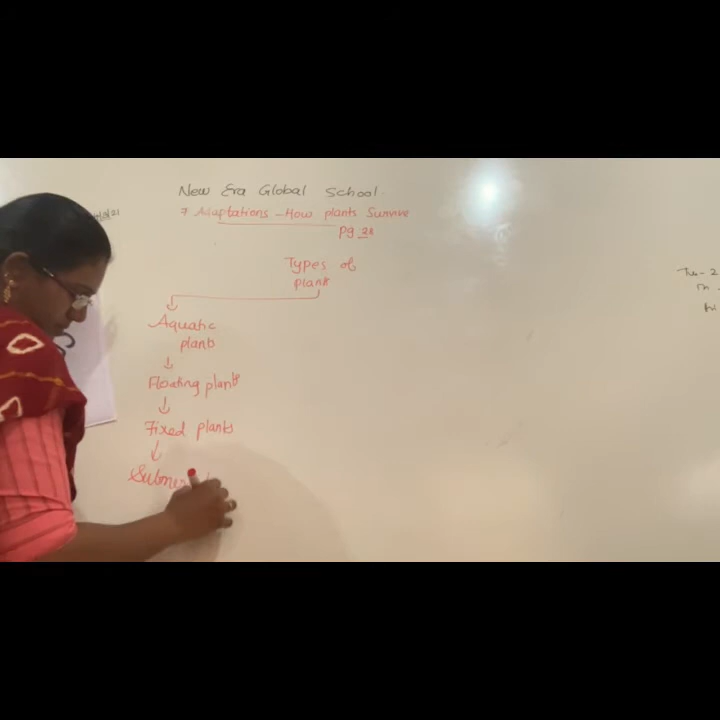 New Era Global School.
7 Adaptations - How plants Survive
Pg 28
Types of
plant
Aquatic
plants
Floating plants
Fixed plants